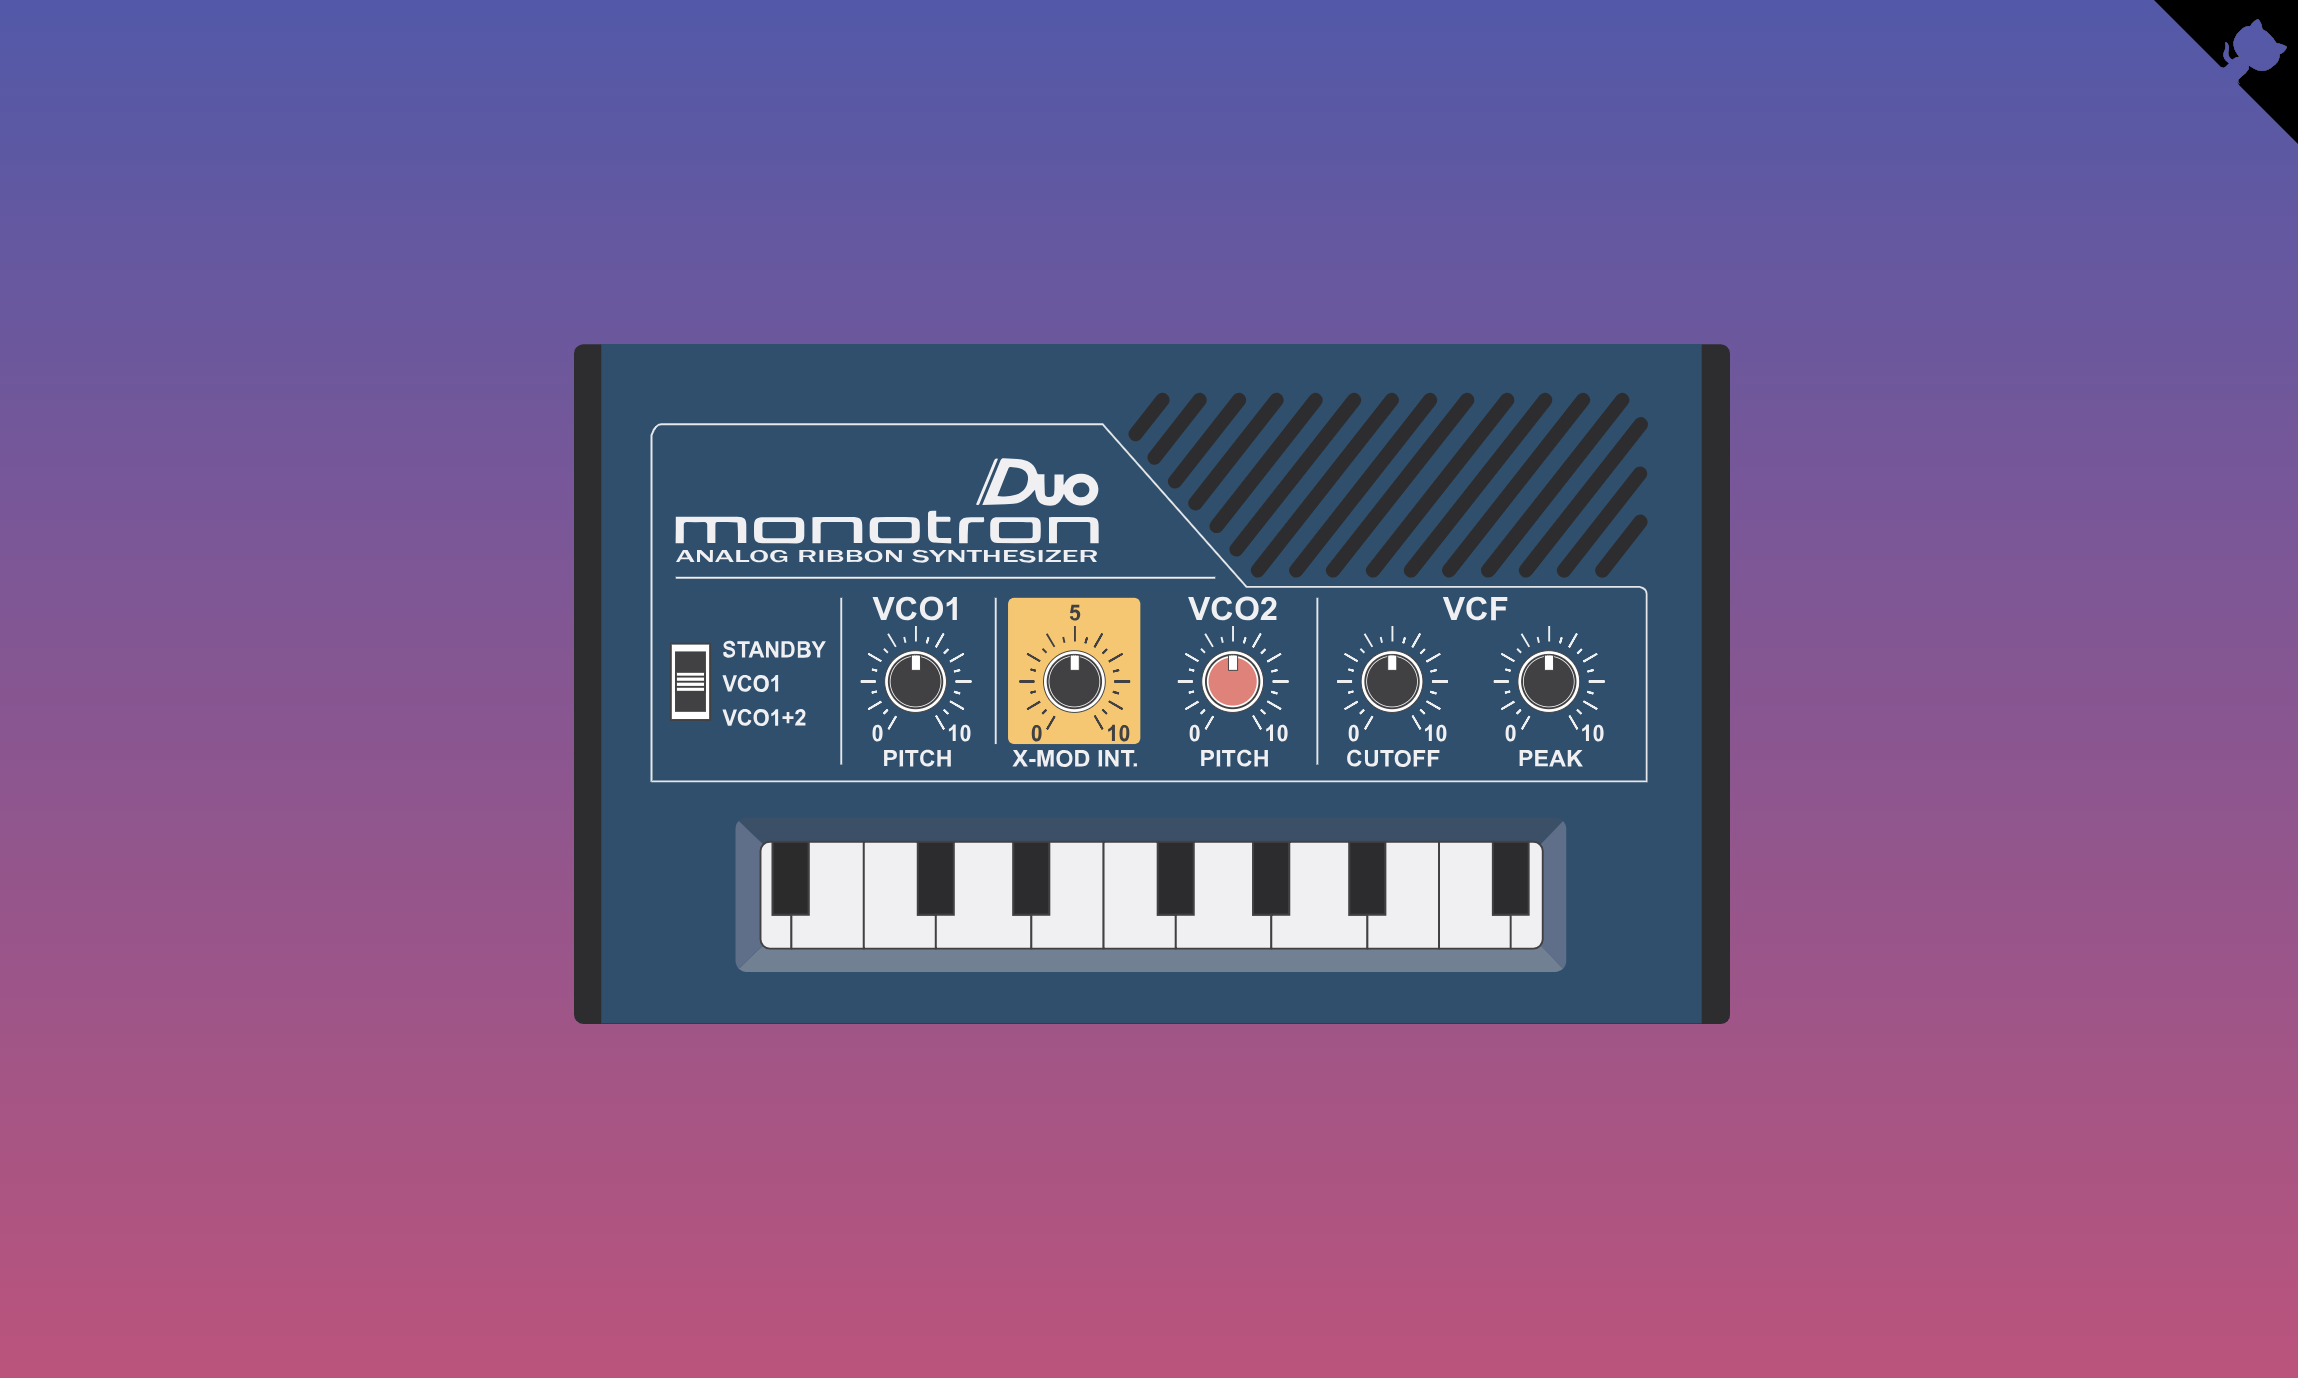 Duo
monotron
ANALOG RIBBON SYNTHESIZER
VCO1
5
VCO2
VCF
STANDBY
VCO1
VCO1+2
0 10
0 10
0 10
0 10
0 10
PITCH
X-MOD INT.
PITCH
CUTOFF
PEAK